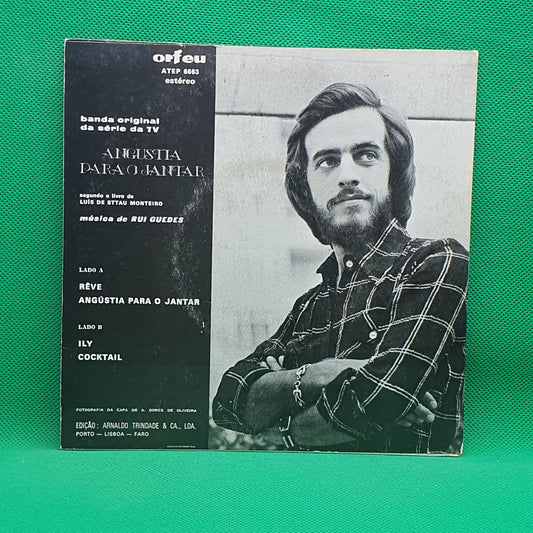 orfeu
ATEP 6663
estéreo
banda original
da série da TV
ANGUSTIA
PARA O JANTAR
segundo o livro de
LUÍS DE STTAU MONTEIRO
música de RUI GUEDES
LADO A
RÊVE
ANGÚSTIA PARA O JANTAR
LADO B
ILY
COCKTAIL
FOTOGRAFIA DA CAPA DE A. DORES DE OLIVEIRA
EDIÇÃO: ARNALDO TRINDADE & CA., LDA.
PORTO — LISBOA — FARO